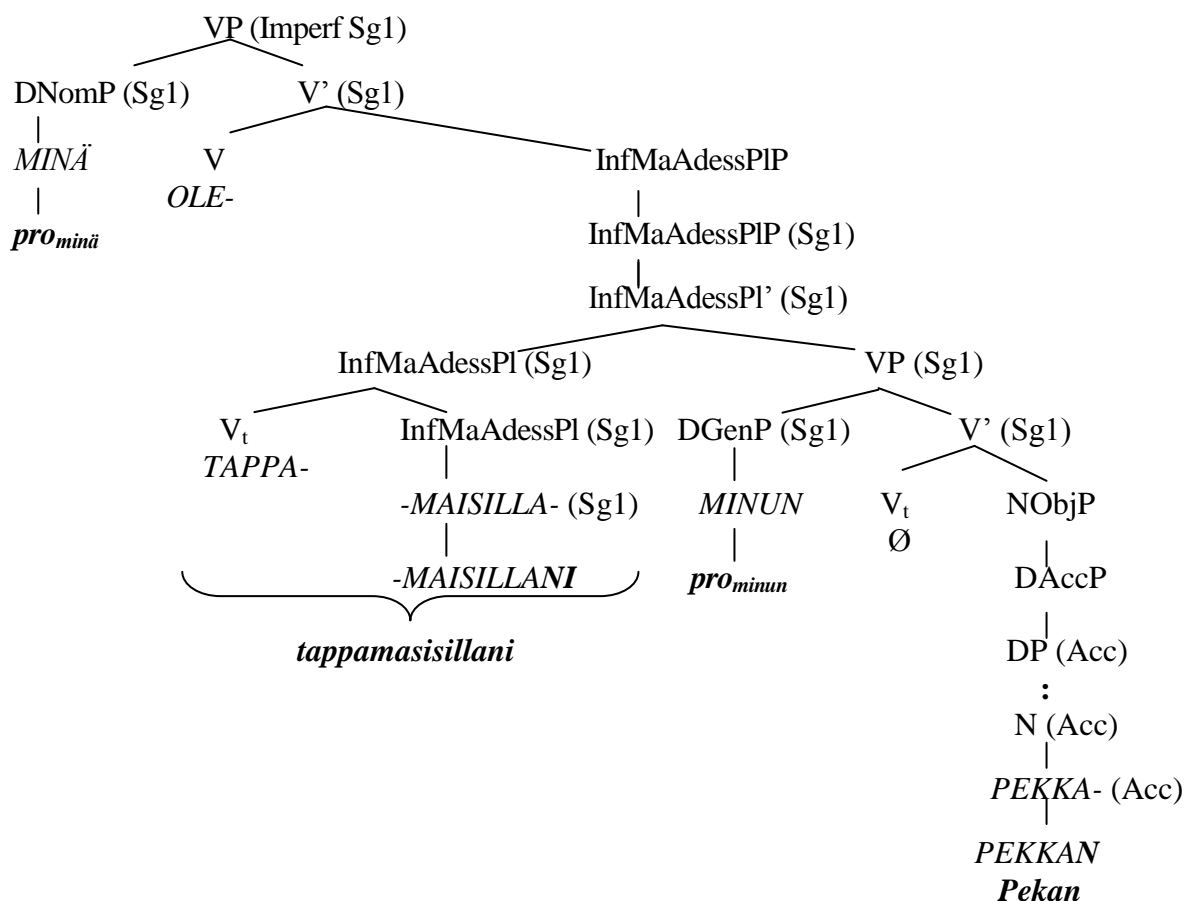 VP (Imperf Sg1)
DNomP (Sg1) V’ (Sg1)
MINÄ V InfMaAdessPlP
OLE-
pro minä InfMaAdessPlP (Sg1)
InfMaAdessPl’ (Sg1)
InfMaAdessPl (Sg1) VP (Sg1)
Vt InfMaAdessPl (Sg1) DGenP (Sg1) V’ (Sg1)
TAPPA-
-MAISILLA- (Sg1) MINUN Vt NObjP
Ø
-MAISILLANI pro minun DAccP
tappamasisillani DP (Acc)
:
N (Acc)
PEKKA- (Acc)
PEKKAN
Pekan